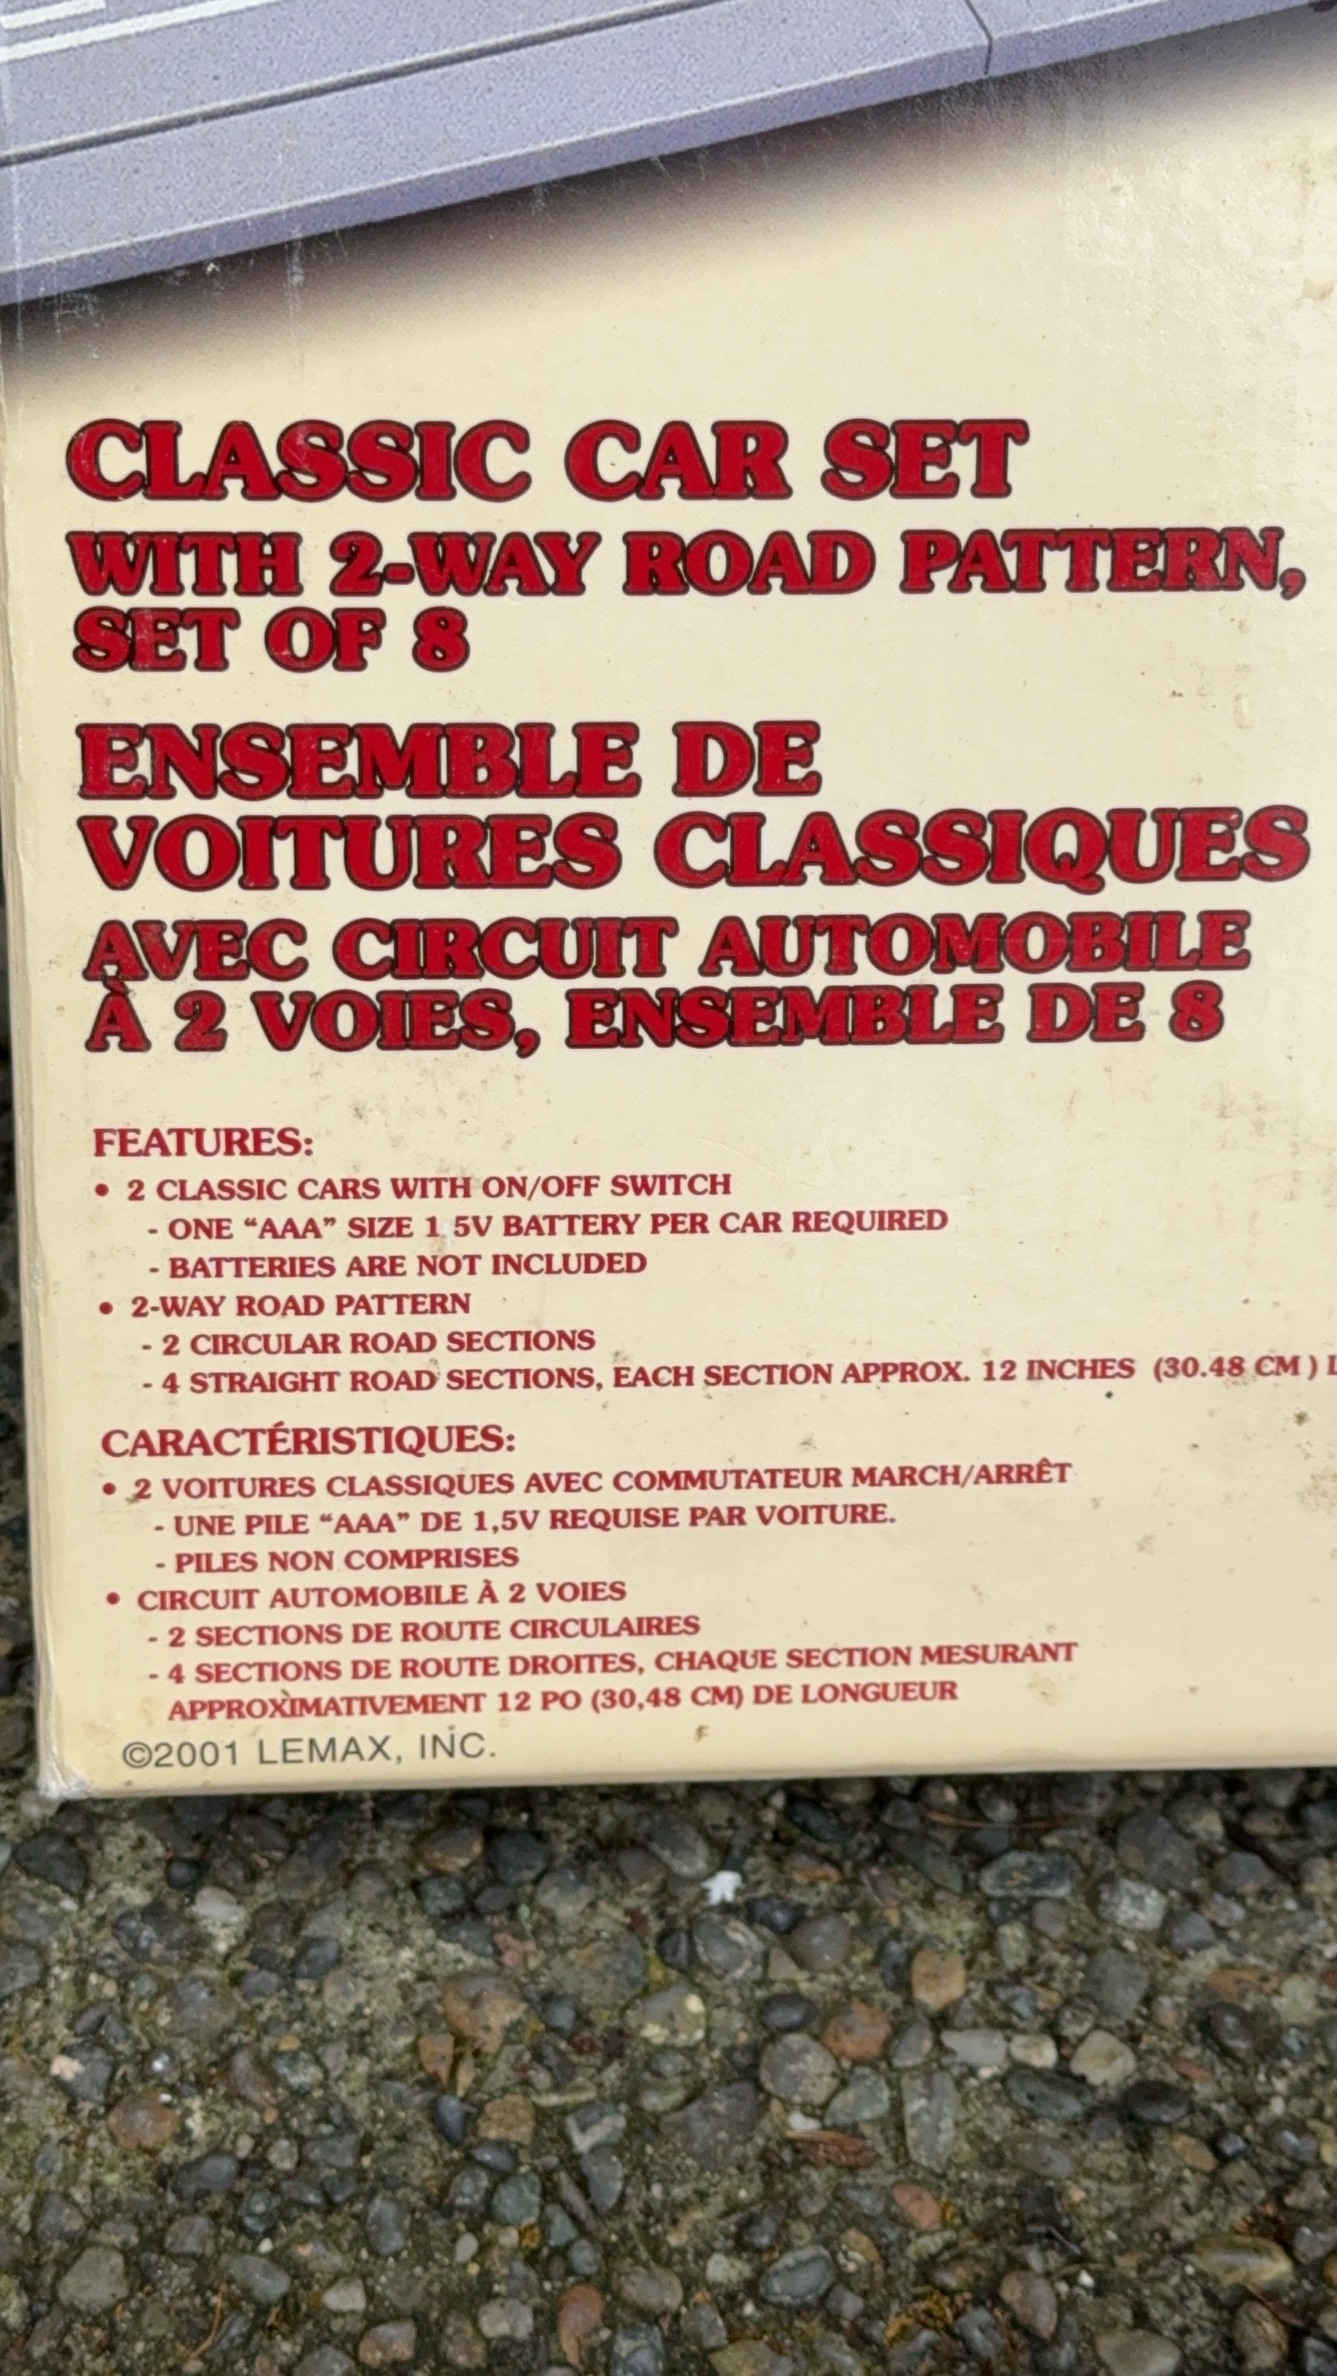 CLASSIC CAR SET
WITH 2-WAY ROAD PATTERN,
SET OF 8
ENSEMBLE DE
VOITURES CLASSIQUES
AVEC CIRCUIT AUTOMOBILE
À 2 VOIES, ENSEMBLE DE 8
FEATURES:
• 2 CLASSIC CARS WITH ON/OFF SWITCH
- ONE “AAA” SIZE 1 5V BATTERY PER CAR REQUIRED
- BATTERIES ARE NOT INCLUDED
• 2-WAY ROAD PATTERN
- 2 CIRCULAR ROAD SECTIONS
- 4 STRAIGHT ROAD SECTIONS, EACH SECTION APPROX. 12 INCHES (30.48 CM )
CARACTÉRISTIQUES:
• 2 VOITURES CLASSIQUES AVEC COMMUTATEUR MARCH/ARRÊT
- UNE PILE “AAA” DE 1,5V REQUISE PAR VOITURE.
- PILES NON COMPRISES
• CIRCUIT AUTOMOBILE À 2 VOIES
- 2 SECTIONS DE ROUTE CIRCULAIRES
- 4 SECTIONS DE ROUTE DROITES, CHAQUE SECTION MESURANT
APPROXIMATIVEMENT 12 PO (30,48 CM) DE LONGUEUR
©2001 LEMAX, INC.